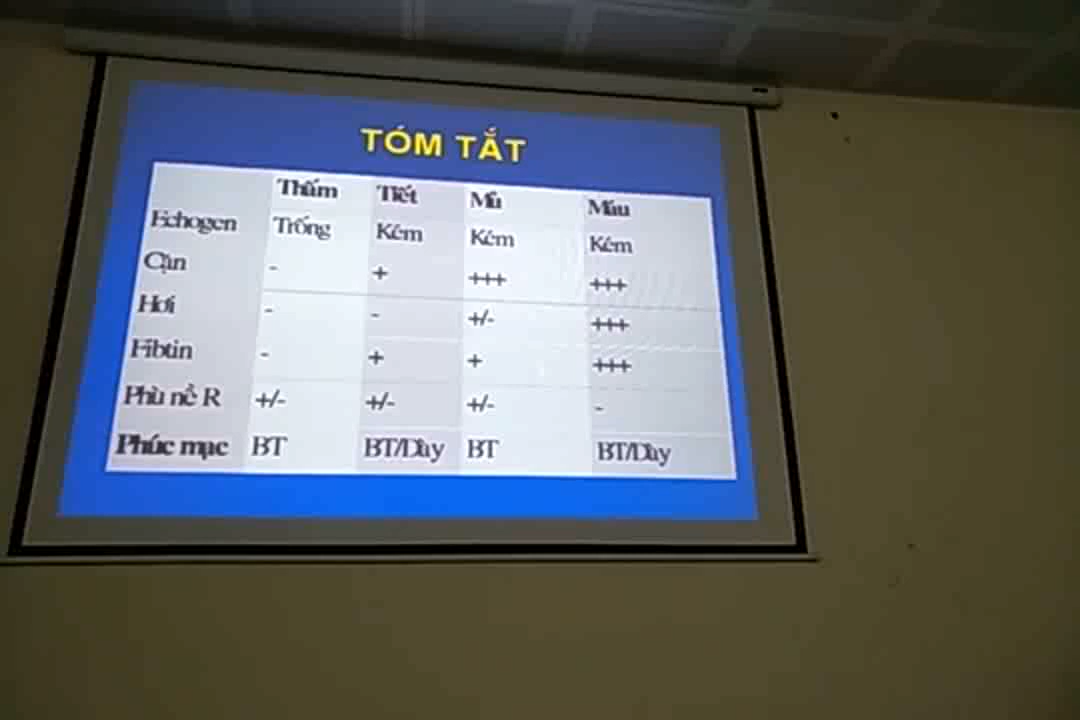 TÓM TẮT
Thấm Tiết Mủ Máu
Echogen Trống Kém Kém Kém
Cặn - + +++ +++
Hơi - - +/- +++
Fibtin - + + +++
Phù nề R +/- +/- +/- -
Phúc mạc BT BT/Dày BT BT/Dày